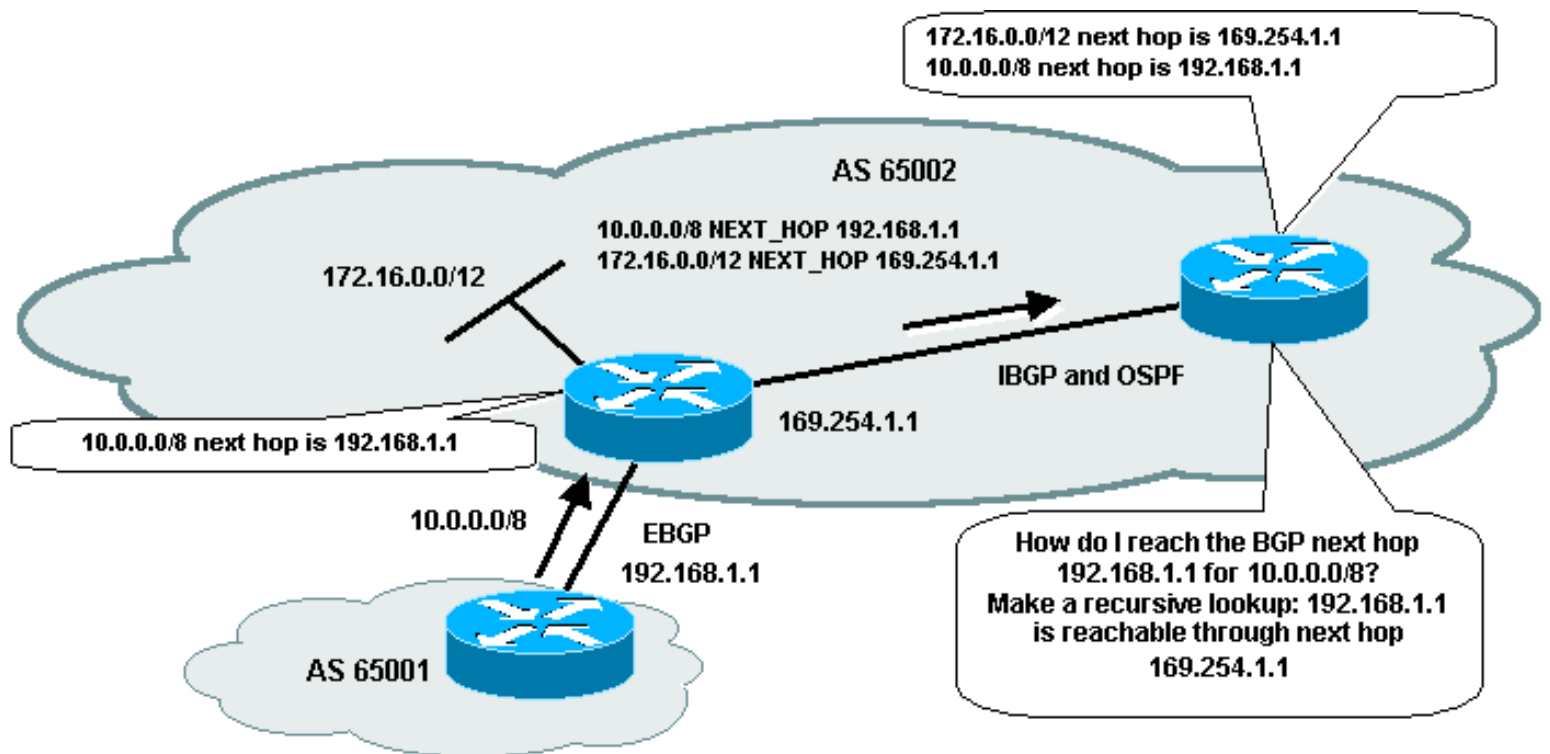 172.16.0.0/12 next hop is 169.254.1.1
10.0.0.0/8 next hop is 192.168.1.1
AS 65002
10.0.0.0/8 NEXT_HOP 192.168.1.1
172.16.0.0/12 NEXT_HOP 169.254.1.1
172.16.0.0/12
IBGP and OSPF
169.254.1.1
10.0.0.0/8 next hop is 192.168.1.1
10.0.0.0/8
EBGP
192.168.1.1
AS 65001
How do I reach the BGP next hop
192.168.1.1 for 10.0.0.0/8?
Make a recursive lookup: 192.168.1.1
is reachable through next hop
169.254.1.1